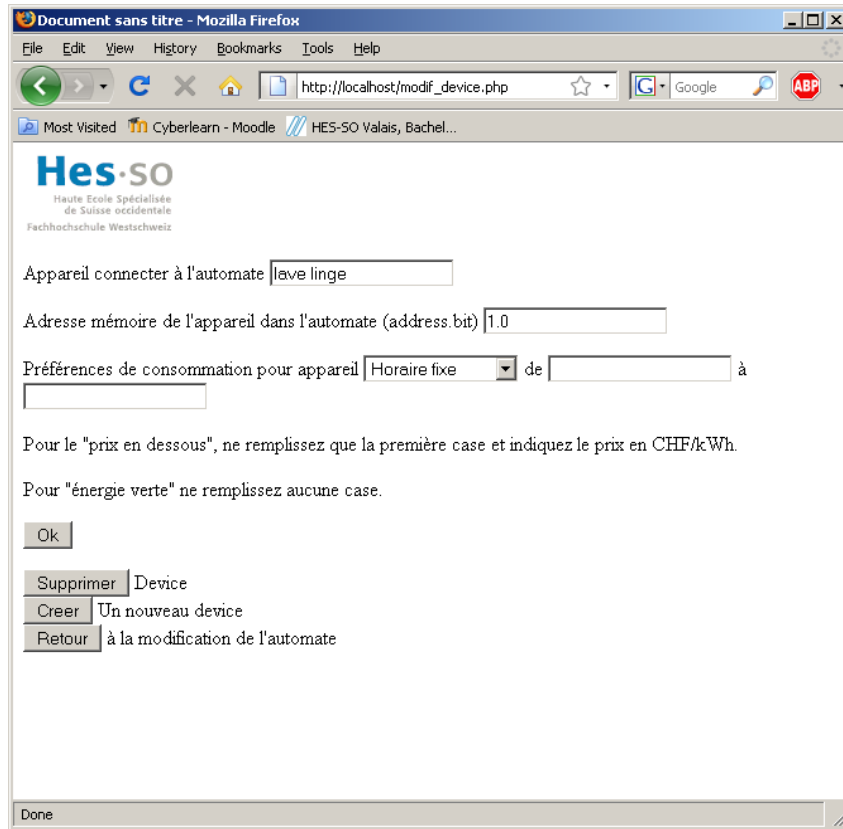 Document sans titre - Mozilla Firefox
File Edit View History Bookmarks Tools Help
http://localhost/modif_device.php G Google ABP
Most Visited Cyberlearn - Moodle HES-SO Valais, Bachel...
Hes·so
Haute Ecole Spécialisée
de Suisse occidentale
Fachhochschule Westschweiz
Appareil connecter à l'automate lave linge
Adresse mémoire de l'appareil dans l'automate (address.bit) 1.0
Préférences de consommation pour appareil Horaire fixe de à
Pour le "prix en dessous", ne remplissez que la première case et indiquez le prix en CHF/kWh.
Pour "énergie verte" ne remplissez aucune case.
Ok
Supprimer Device
Creer Un nouveau device
Retour à la modification de l'automate
Done